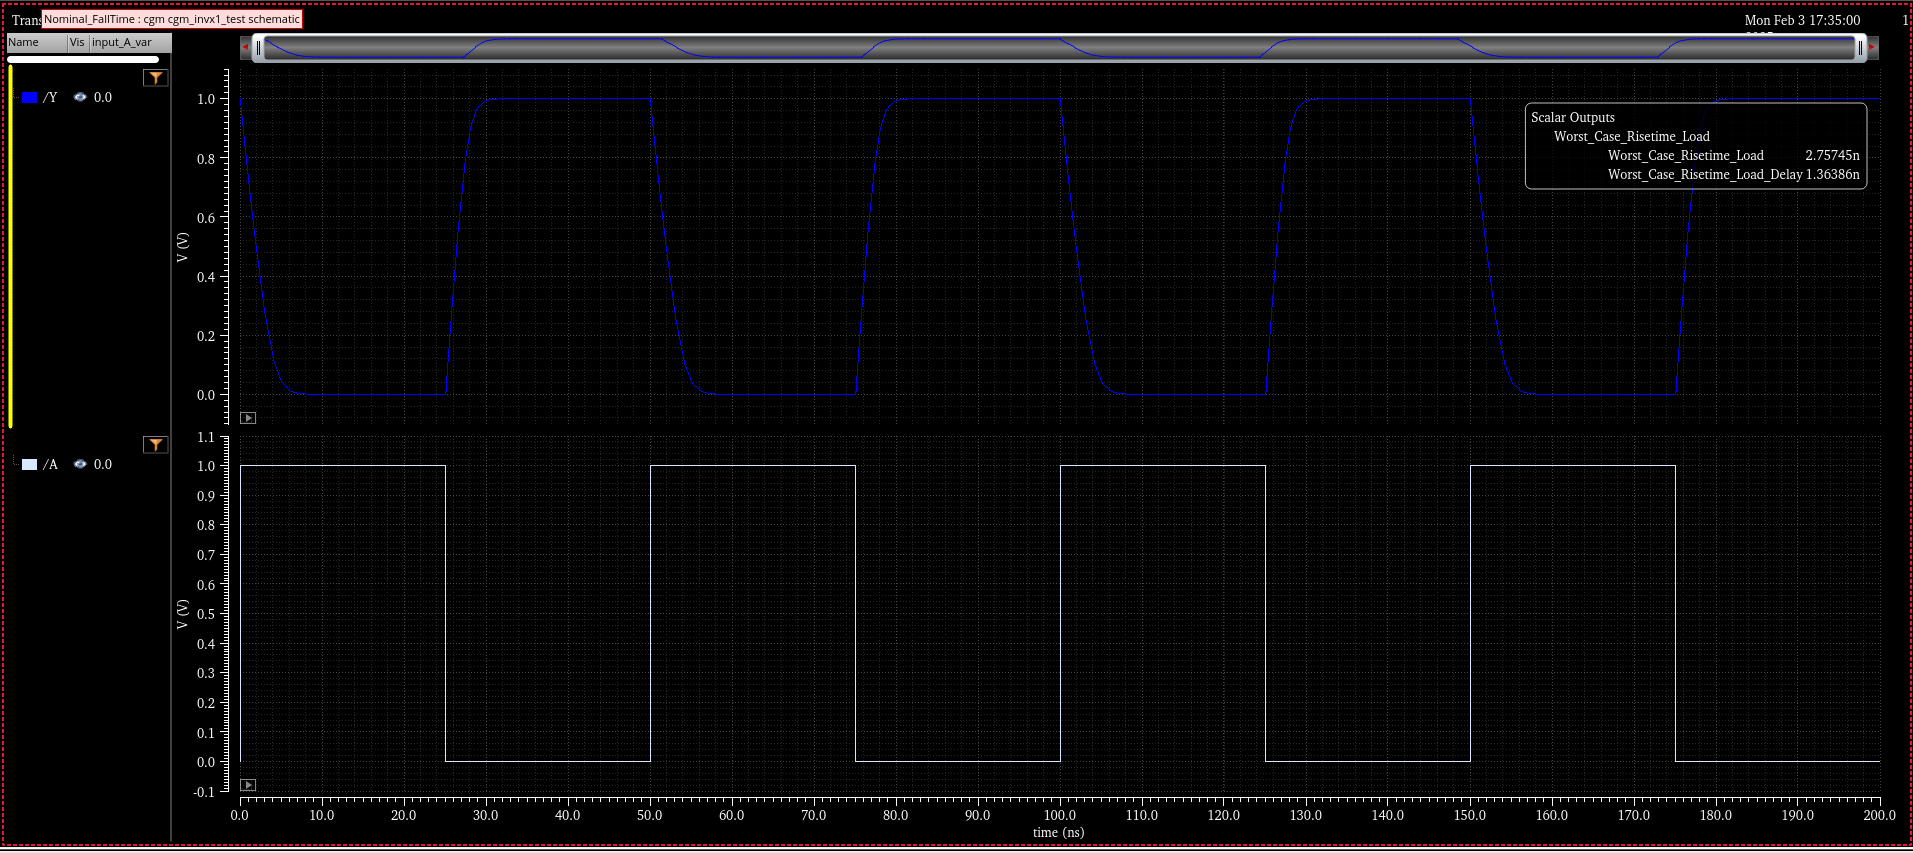 Trans
Nominal_FallTime : cgm cgm_invx1_test schematic
Mon Feb 3 17:35:00
1
Name Vis input_A_var
/Y 0.0
1.0
0.8
0.6
0.4
0.2
0.0
V (V)
Scalar Outputs
Worst_Case_Risetime_Load
Worst_Case_Risetime_Load 2.75745n
Worst_Case_Risetime_Load_Delay 1.36386n
/A 0.0
1.1
1.0
0.9
0.8
0.7
0.6
0.5
0.4
0.3
0.2
0.1
0.0
-0.1
V (V)
0.0 10.0 20.0 30.0 40.0 50.0 60.0 70.0 80.0 90.0 100.0 110.0 120.0 130.0 140.0 150.0 160.0 170.0 180.0 190.0 200.0
time (ns)